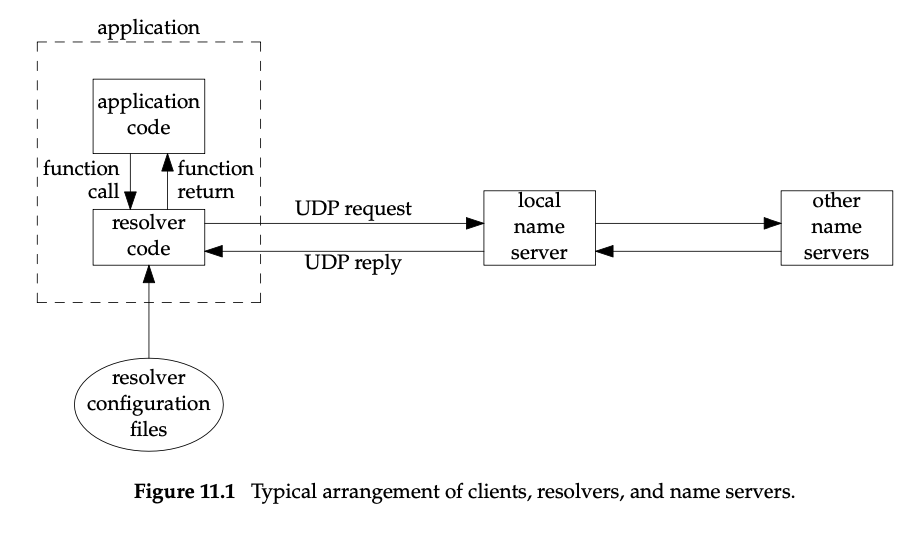 application
application
code
function
call
function
return
resolver
code
UDP request
UDP reply
local
name
server
other
name
servers
resolver
configuration
files
Figure 11.1 Typical arrangement of clients, resolvers, and name servers.